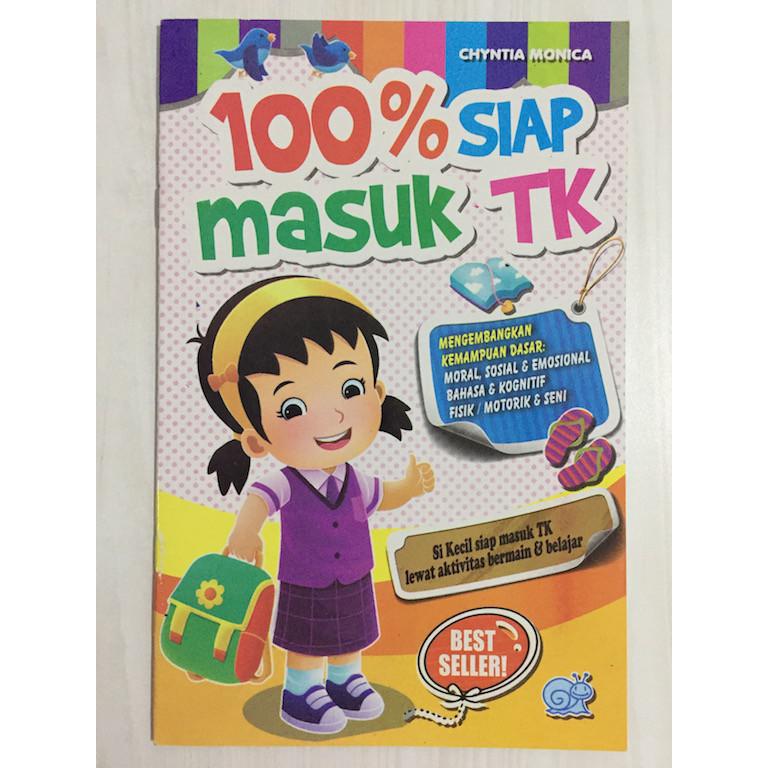 CHYNTIA MONICA
100% SIAP
masuk TK
MENGEMBANGKAN
KEMAMPUAN DASAR:
MORAL, SOSIAL & EMOSIONAL
BAHASA & KOGNITIF
FISIK / MOTORIK & SENI
Si Kecil siap masuk TK
lewat aktivitas bermain & belajar
BEST
SELLER!